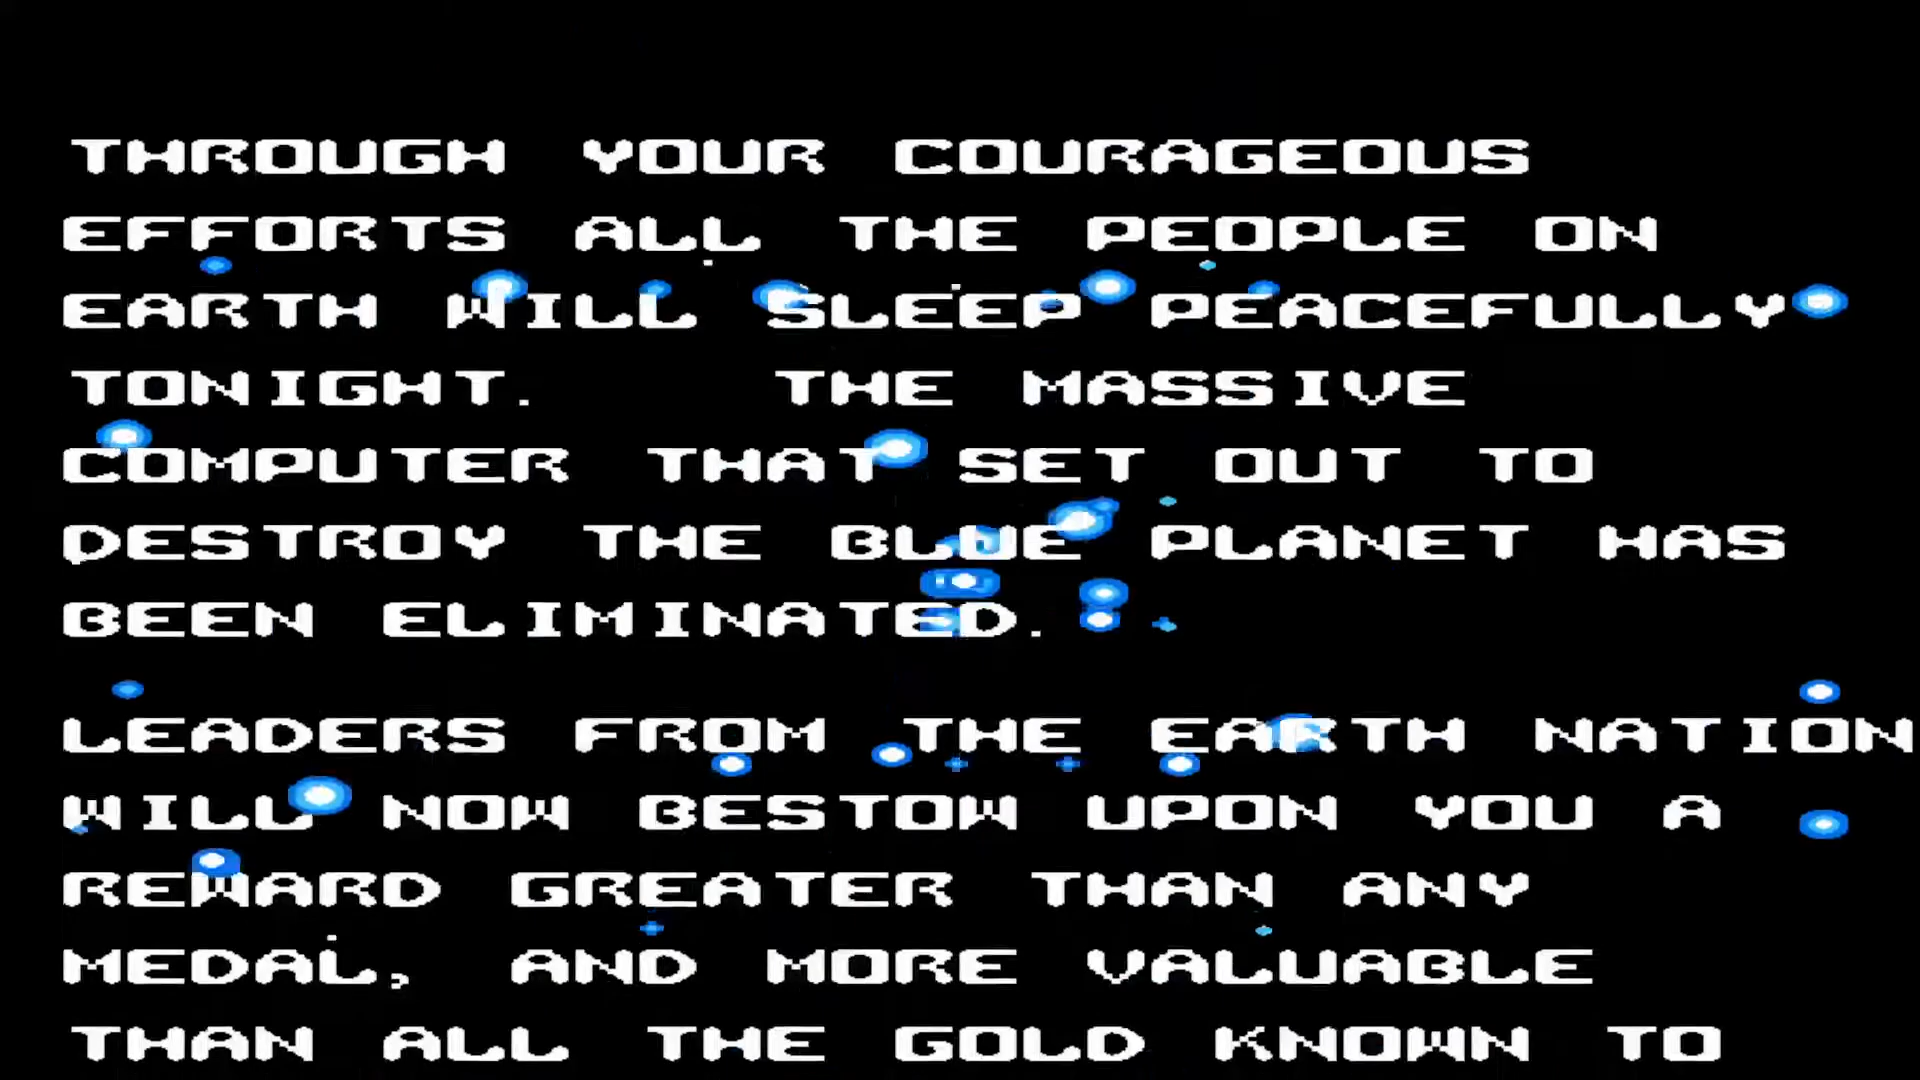 THROUGH YOUR COURAGEOUS
EFFORTS ALL THE PEOPLE ON
EARTH WILL SLEEP PEACEFULLY
TONIGHT. THE MASSIVE
COMPUTER THAT SET OUT TO
DESTROY THE BLUE PLANET HAS
BEEN ELIMINATED.
LEADERS FROM THE EARTH NATION
WILL NOW BESTOW UPON YOU A
REWARD GREATER THAN ANY
MEDAL, AND MORE VALUABLE
THAN ALL THE GOLD KNOWN TO